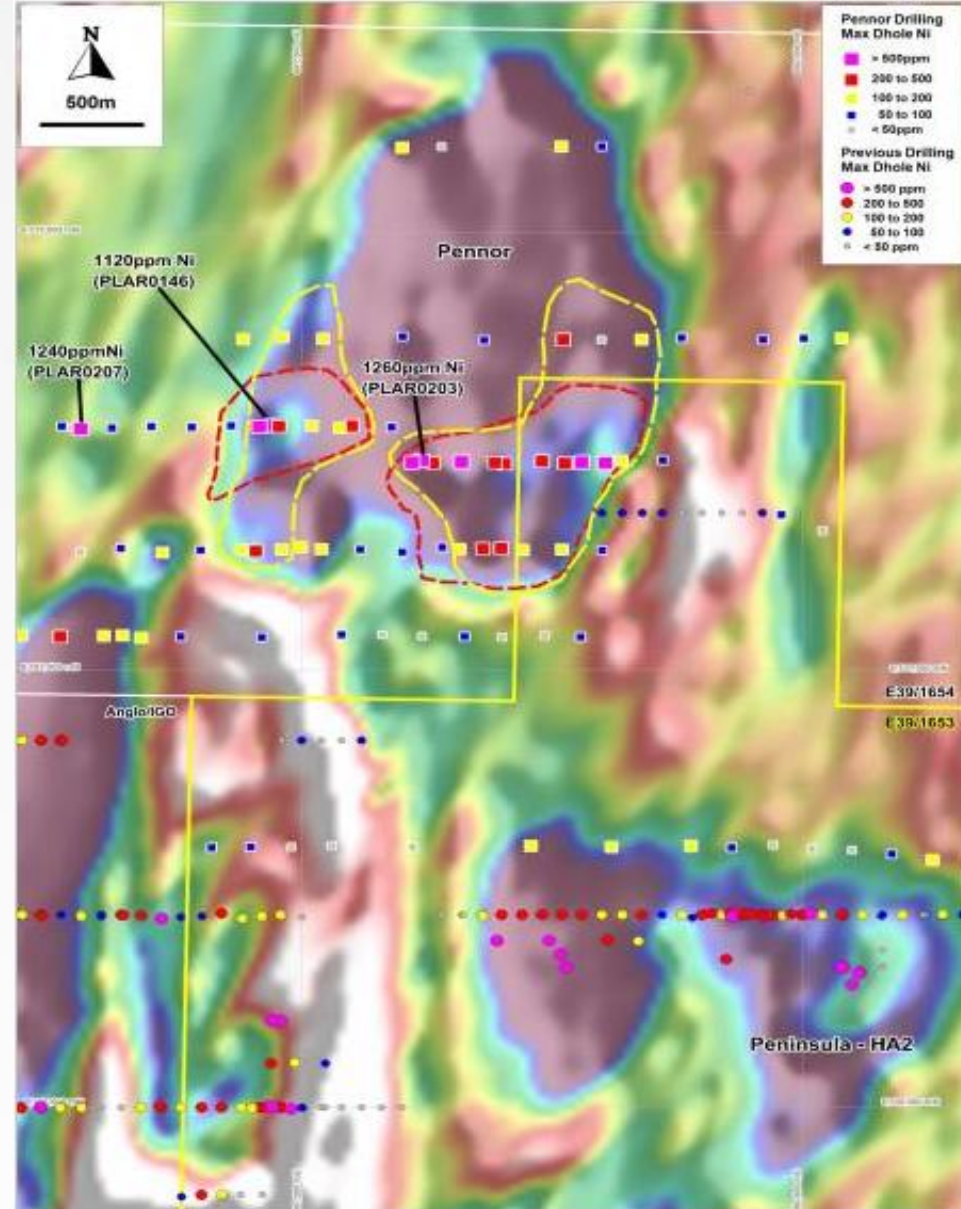 N
500m
Pennor Drilling
Max Dhole Ni
> 500ppm
200 to 500
100 to 200
50 to 100
< 50ppm
Previous Drilling
Max Dhole Ni
> 500 ppm
200 to 500
100 to 200
50 to 100
< 50 ppm
Pennor
1120ppm Ni
(PLAR0146)
1240ppmNi
(PLAR0207)
1260ppm Ni
(PLAR0203)
E39/1654
Anglo/IGO
E39/1653
Peninsula - HA2